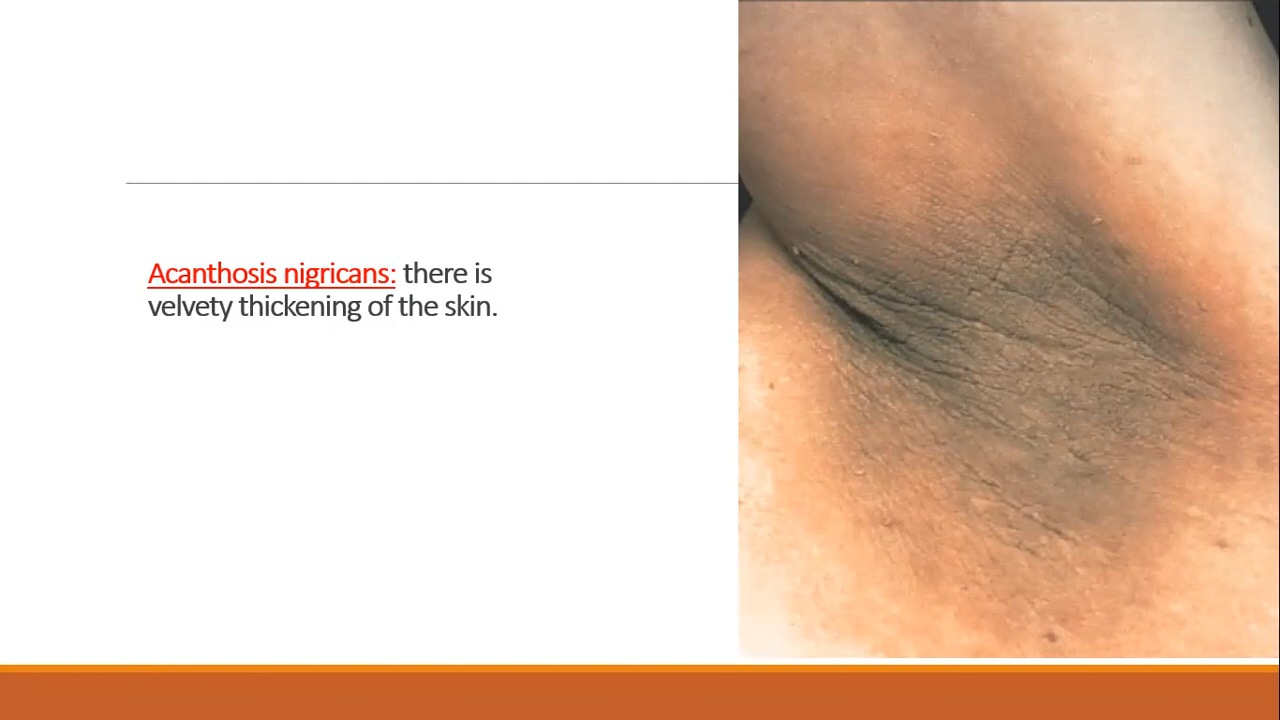 Acanthosis nigricans: there is
velvety thickening of the skin.